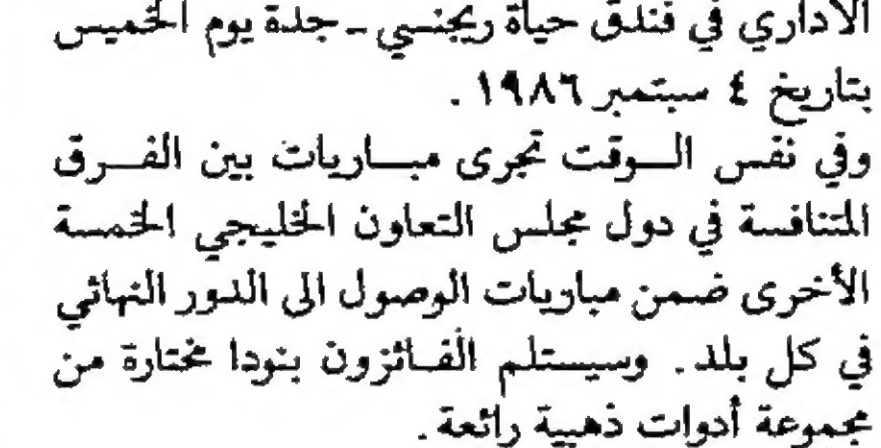 الاداري في فندق حياة ريجنسي - جدة يوم الخميس
بتاريخ ٤ سبتمبر ١٩٨٦ .
وفي نفس الوقت تجرى مباريات بين الفرق
المتنافسة في دول مجلس التعاون الخليجي الخمسة
الأخرى ضمن مباريات الوصول الى الدور النهائي
في كل بلد . وسيستلم الفائزون بنودا مختارة من
مجموعة أدوات ذهبية رائعة .